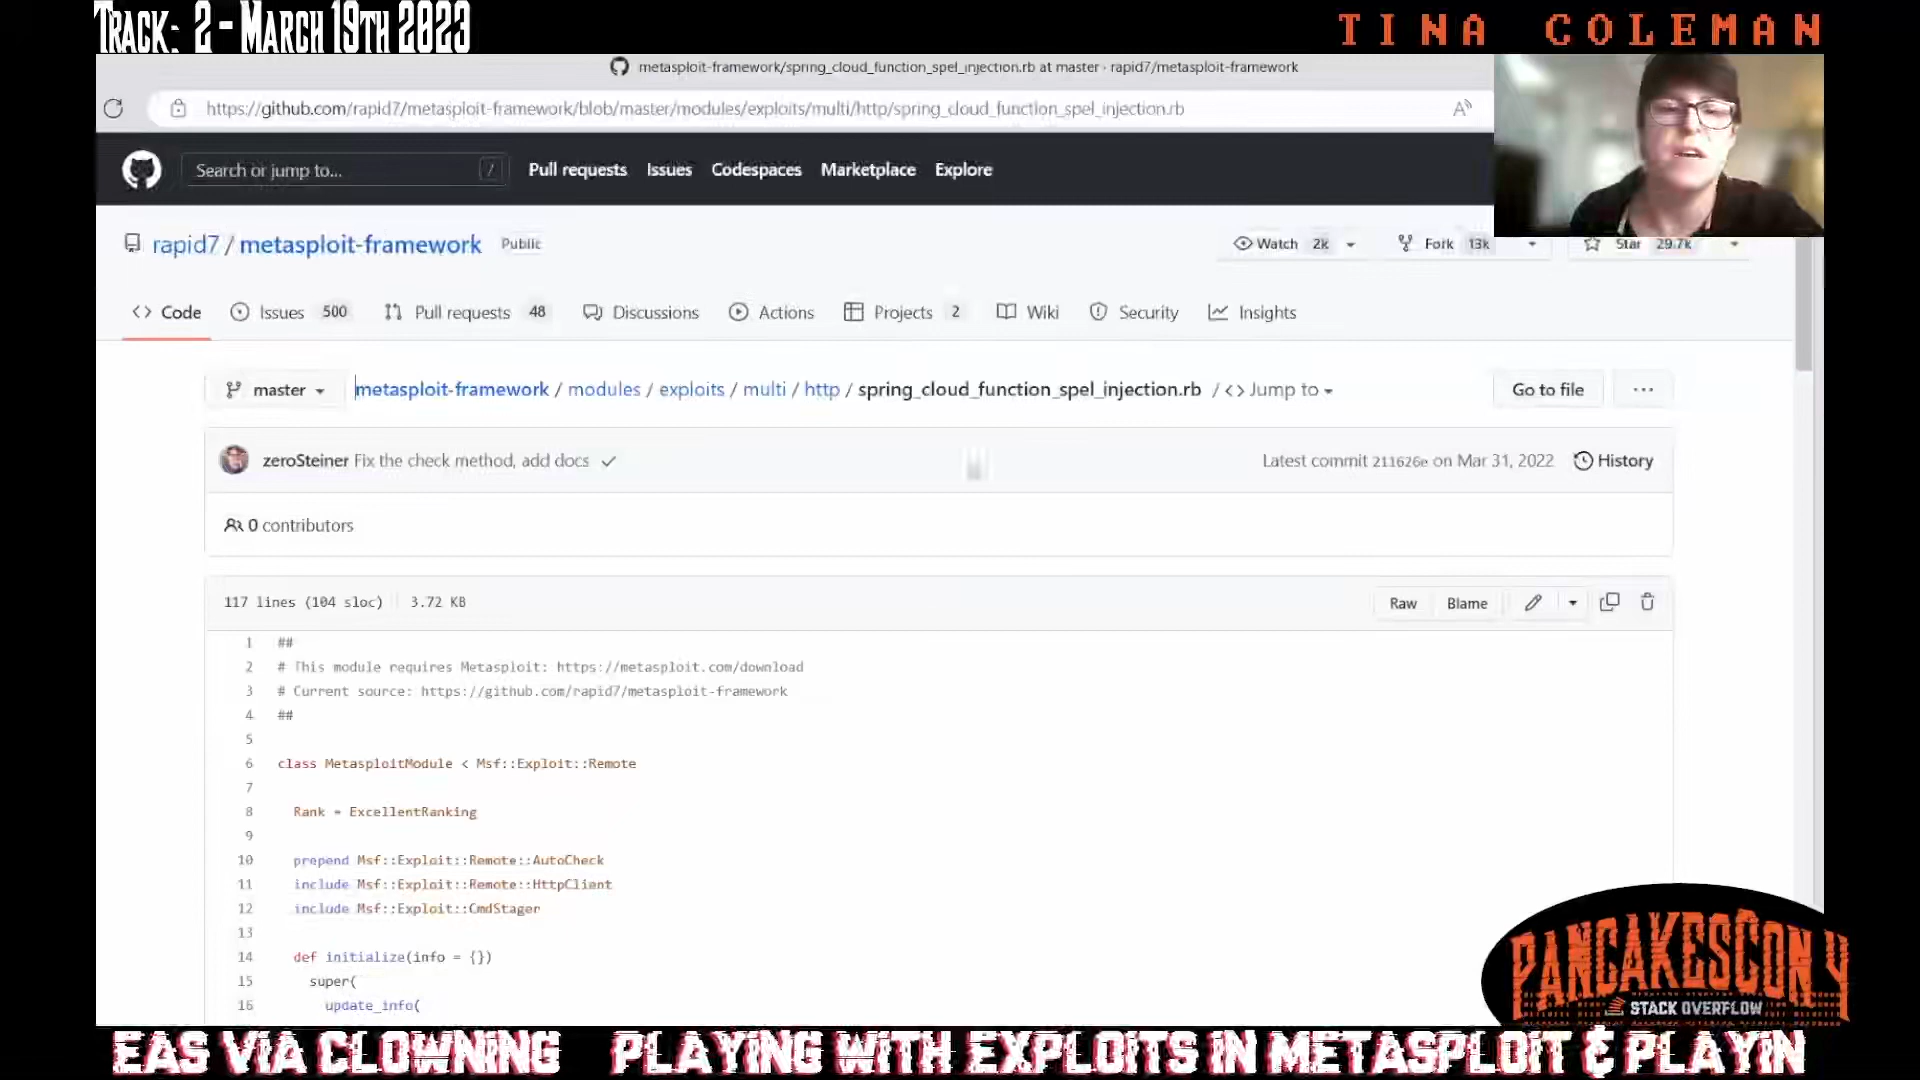 TRACK: 2 - MARCH 19TH 2023
TINA COLEMAN
metasploit-framework/spring_cloud_function_spel_injection.rb at master · rapid7/metasploit-framework
https://github.com/rapid7/metasploit-framework/blob/master/modules/exploits/multi/http/spring_cloud_function_spel_injection.rb
Search or jump to... / Pull requests Issues Codespaces Marketplace Explore
rapid7 / metasploit-framework Public Watch 2k Fork 13k Star 29.7k
Code Issues 500 Pull requests 48 Discussions Actions Projects 2 Wiki Security Insights
master metasploit-framework / modules / exploits / multi / http / spring_cloud_function_spel_injection.rb / <> Jump to Go to file ...
zeroSteiner Fix the check method, add docs Latest commit 211626e on Mar 31, 2022 History
0 contributors
117 lines (104 sloc) 3.72 KB Raw Blame
1 ##
2 # This module requires Metasploit: https://metasploit.com/download
3 # Current source: https://github.com/rapid7/metasploit-framework
4 ##
5
6 class MetasploitModule < Msf::Exploit::Remote
7
8 Rank = ExcellentRanking
9
10 prepend Msf::Exploit::Remote::AutoCheck
11 include Msf::Exploit::Remote::HttpClient
12 include Msf::Exploit::CmdStager
13
14 def initialize(info = {})
15 super(
16 update_info(
PANCAKESCON 4
STACK OVERFLOW
EAS VIA CLOWNING PLAYING WITH EXPLOITS IN METASPLOIT & PLAYIN